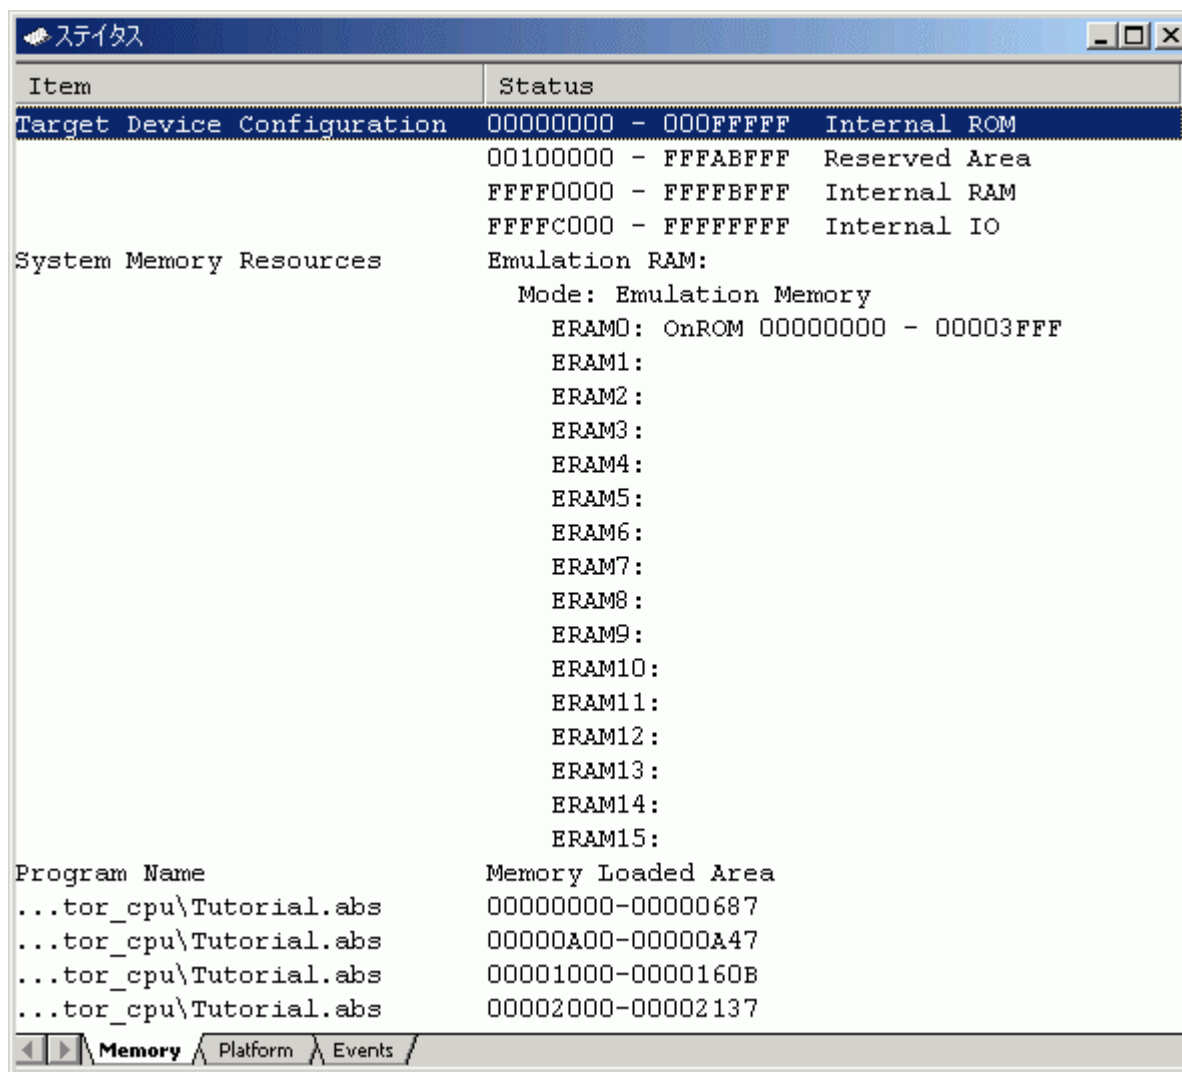 ステイタス
Item Status
Target Device Configuration 00000000 - 000FFFFF Internal ROM
00100000 - FFFABFFF Reserved Area
FFFF0000 - FFFFBFFF Internal RAM
FFFFC000 - FFFFFFFF Internal IO
System Memory Resources Emulation RAM:
Mode: Emulation Memory
ERAM0: OnROM 00000000 - 00003FFF
ERAM1:
ERAM2:
ERAM3:
ERAM4:
ERAM5:
ERAM6:
ERAM7:
ERAM8:
ERAM9:
ERAM10:
ERAM11:
ERAM12:
ERAM13:
ERAM14:
ERAM15:
Program Name Memory Loaded Area
...tor_cpu\Tutorial.abs 00000000-00000687
...tor_cpu\Tutorial.abs 00000A00-00000A47
...tor_cpu\Tutorial.abs 00001000-0000160B
...tor_cpu\Tutorial.abs 00002000-00002137
Memory Platform Events